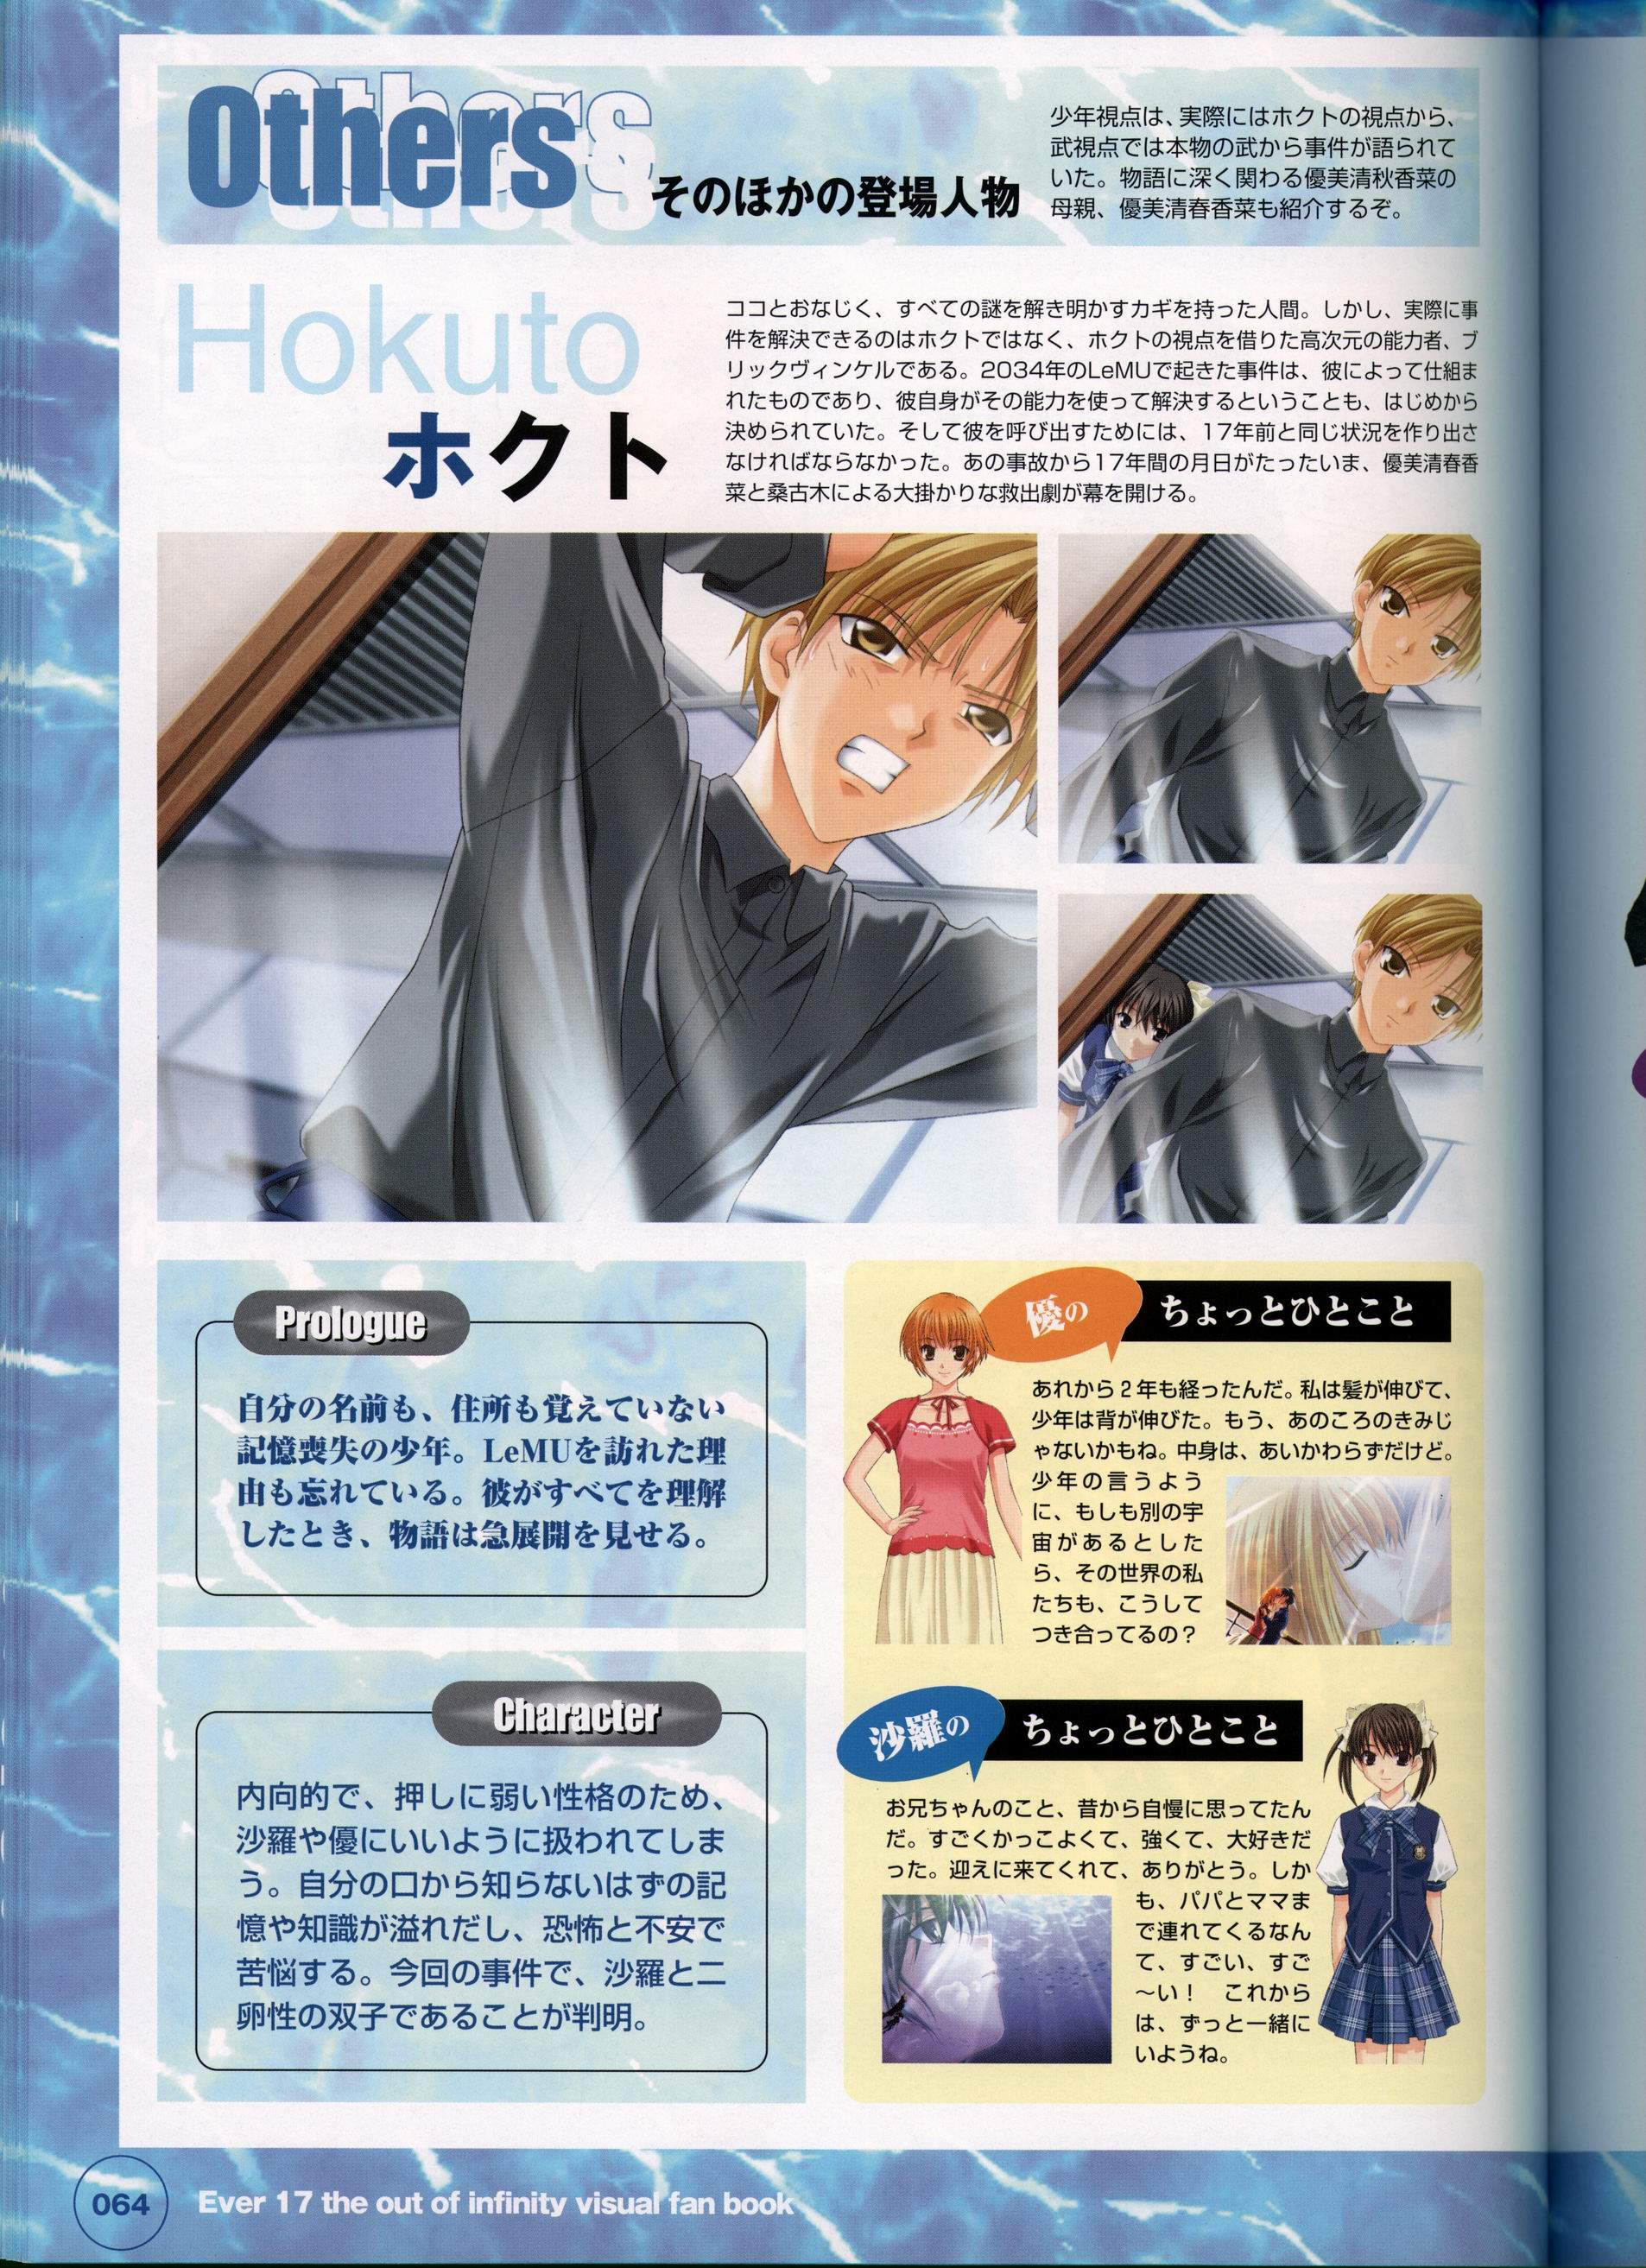 Others
そのほかの登場人物
少年視点は、実際にはホクトの視点から、
武視点では本物の武から事件が語られて
いた。物語に深く関わる優美清秋香菜の
母親、優美清春香菜も紹介するぞ。
Hokuto
ホクト
ココとおなじく、すべての謎を解き明かすカギを持った人間。しかし、実際に事
件を解決できるのはホクトではなく、ホクトの視点を借りた高次元の能力者、ブ
リックヴィンケルである。2034年のLeMUで起きた事件は、彼によって仕組ま
れたものであり、彼自身がその能力を使って解決するということも、はじめから
決められていた。そして彼を呼び出すためには、17年前と同じ状況を作り出さ
なければならなかった。あの事故から17年間の月日がたったいま、優美清春香
菜と桑古木による大掛かりな救出劇が幕を開ける。
Prologue
自分の名前も、住所も覚えていない
記憶喪失の少年。LeMUを訪れた理
由も忘れている。彼がすべてを理解
したとき、物語は急展開を見せる。
Character
内向的で、押しに弱い性格のため、
沙羅や優にいいように扱われてしま
う。自分の口から知らないはずの記
憶や知識が溢れだし、恐怖と不安で
苦悩する。今回の事件で、沙羅と二
卵性の双子であることが判明。
優の ちょっとひとこと
あれから2年も経ったんだ。私は髪が伸びて、
少年は背が伸びた。もう、あのころのきみじ
ゃないかもね。中身は、あいかわらずだけど。
少年の言うよう
に、もしも別の宇
宙があるとした
ら、その世界の私
たちも、こうして
つき合ってるの？
沙羅の ちょっとひとこと
お兄ちゃんのこと、昔から自慢に思ってたん
だ。すごくかっこよくて、強くて、大好きだ
った。迎えに来てくれて、ありがとう。しか
も、パパとママま
で連れてくるなん
て、すごい、すご
～い！　これから
は、ずっと一緒に
いようね。
064
Ever 17 the out of infinity visual fan book